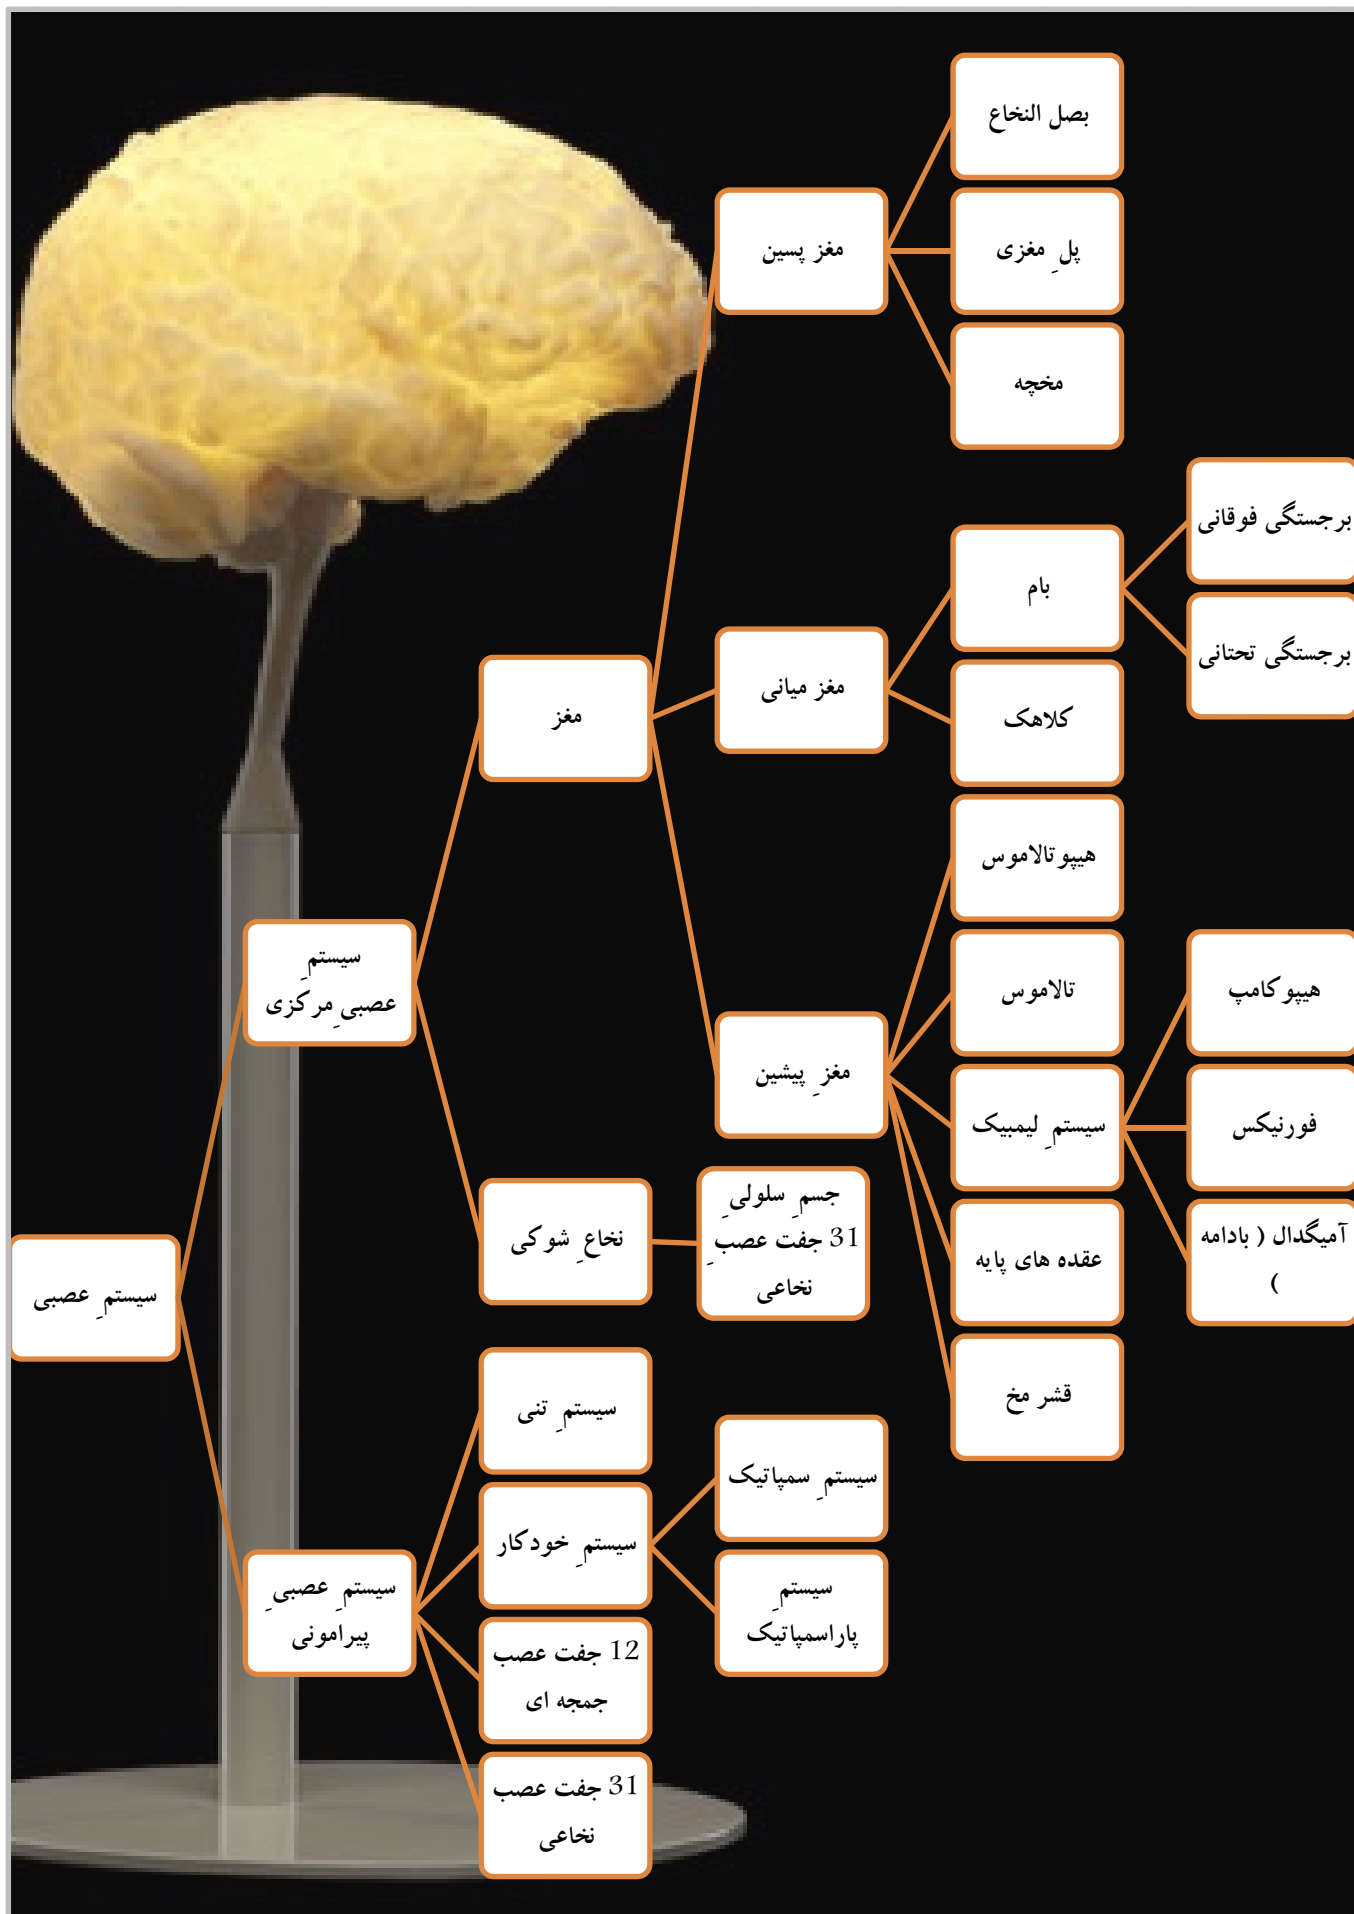 بصل النخاع
مغز پسین
پل ِ مغزی
مخچه
برجستگی فوقانی
بام
برجستگی تحتانی
مغز میانی
مغز
کلاهک
هیپوتالاموس
سیستم ِ
عصبی ِمرکزی
تالاموس
هیپوکامپ
مغز ِ پیشین
سیستم ِ لیمبیک
فورنیکس
جسم ِ سلولی ِ
31 جفت عصب ِ
نخاعی
نخاع ِ شوکی
عقده های پایه
آمیگدال ( بادامه
)
سیستم ِ عصبی
قشر مخ
سیستم ِ تنی
سیستم ِ سمپاتیک
سیستم ِ خودکار
سیستم ِ
پاراسمپاتیک
سیستم ِ عصبی ِ
پیرامونی
12 جفت عصب
جمجه ای
31 جفت عصب
نخاعی